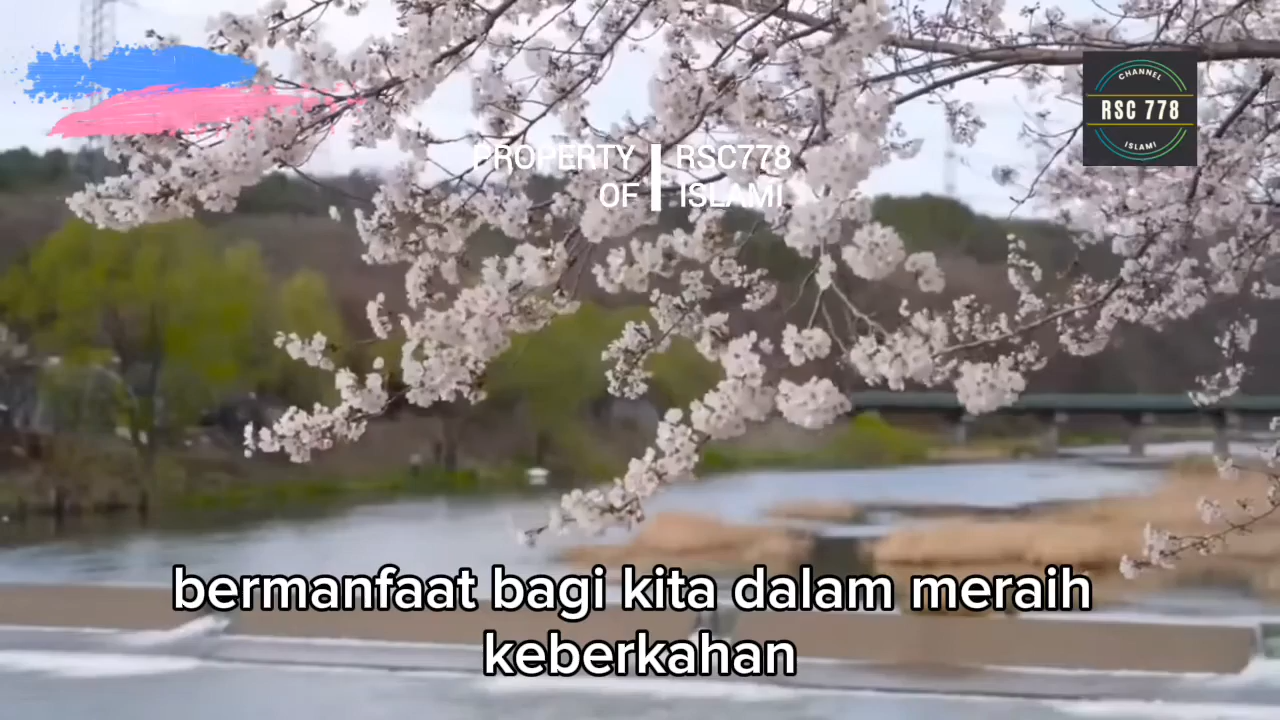 CHANNEL
RSC 778
ISLAMI
PROPERTY OF
RSC778 ISLAMI
bermanfaat bagi kita dalam meraih
keberkahan